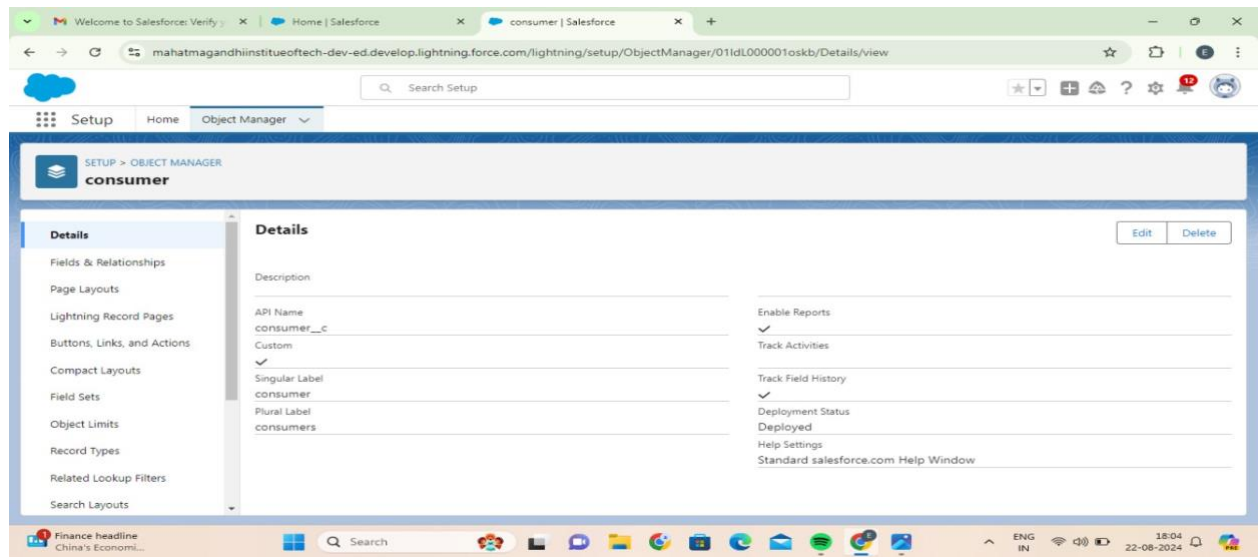 Welcome to Salesforce: Verify y
Home | Salesforce
consumer | Salesforce
mahatmagandhiinstitueoftech-dev-ed.develop.lightning.force.com/lightning/setup/ObjectManager/01IdL000001oskb/Details/view
E
Search Setup
12
Setup
Home
Object Manager
SETUP > OBJECT MANAGER
consumer
Details
Fields & Relationships
Page Layouts
Lightning Record Pages
Buttons, Links, and Actions
Compact Layouts
Field Sets
Object Limits
Record Types
Related Lookup Filters
Search Layouts
Details
Edit
Delete
Description
API Name
consumer__c
Custom
Singular Label
consumer
Plural Label
consumers
Enable Reports
Track Activities
Track Field History
Deployment Status
Deployed
Help Settings
Standard salesforce.com Help Window
1
Finance headline
China's Economi...
Search
ENG
IN
18:04
22-08-2024